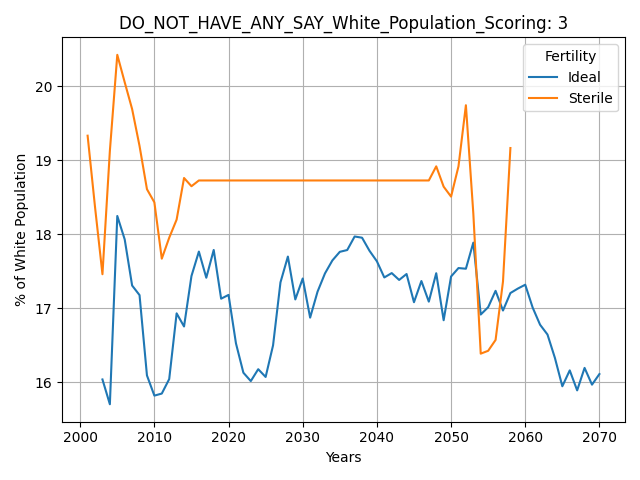 DO_NOT_HAVE_ANY_SAY_White_Population_Scoring: 3
Fertility
Ideal
Sterile
% of White Population
20
19
18
17
16
2000 2010 2020 2030 2040 2050 2060 2070
Years